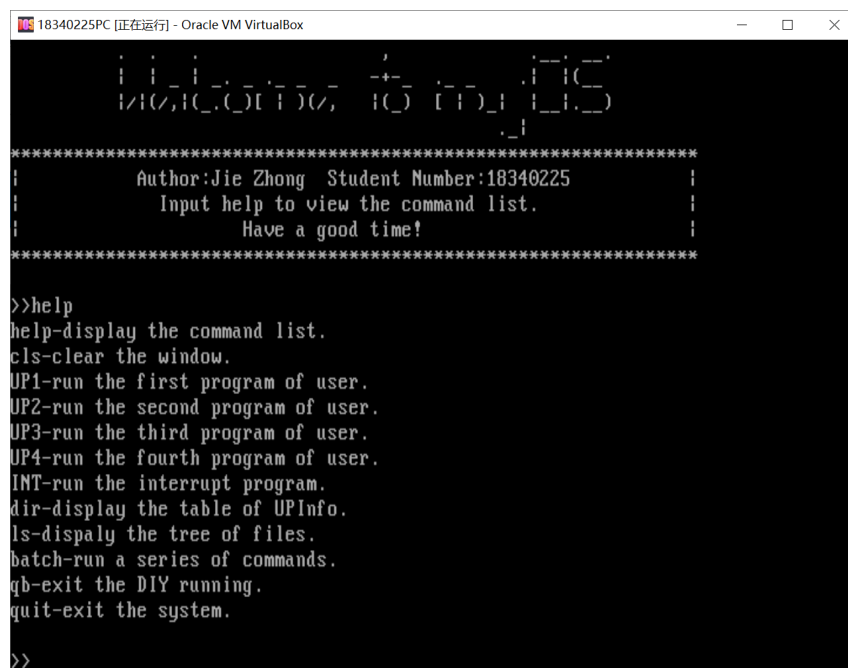 18340225PC [正在运行] - Oracle VM VirtualBox
Welcome to my OS
Author:Jie Zhong  Student Number:18340225
Input help to view the command list.
Have a good time!
>>help
help-display the command list.
cls-clear the window.
UP1-run the first program of user.
UP2-run the second program of user.
UP3-run the third program of user.
UP4-run the fourth program of user.
INT-run the interrupt program.
dir-display the table of UPInfo.
ls-dispaly the tree of files.
batch-run a series of commands.
qb-exit the DIY running.
quit-exit the system.
>>